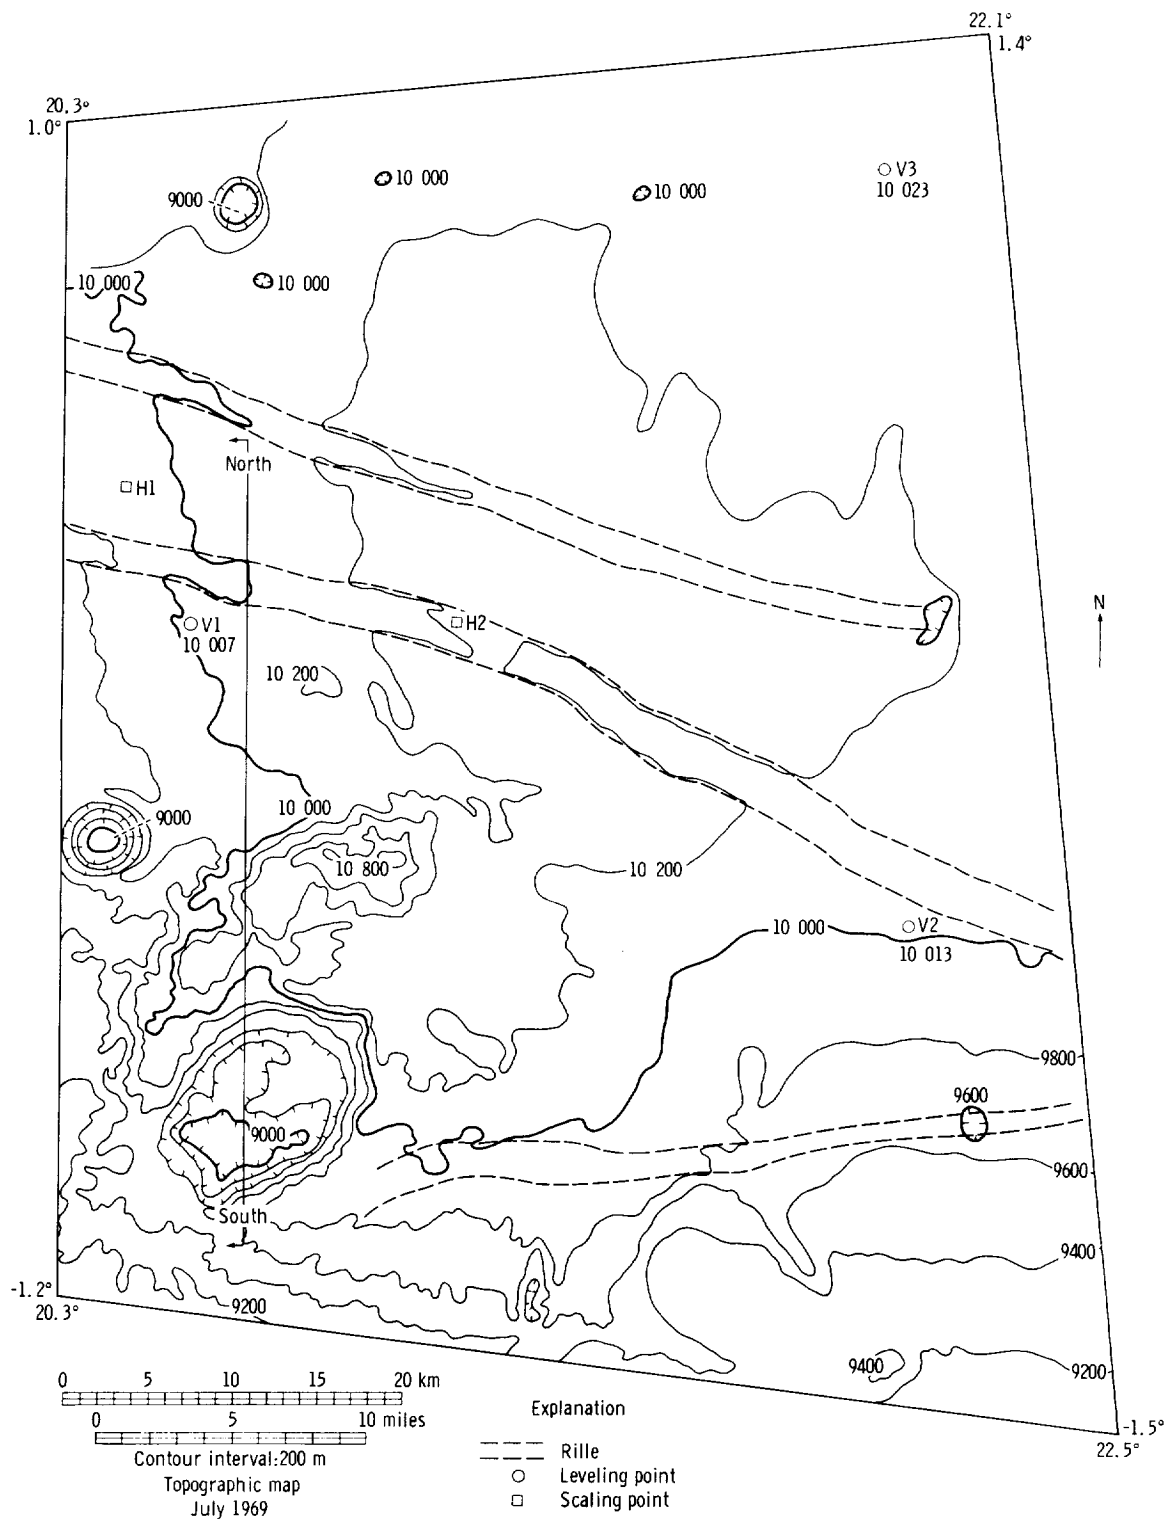 22.1°
1.4°
20.3°
1.0°
V3
10 023
10 000
10 000
9000
10 000
10 000
North
H1
V1
10 007
H2
10 200
N
10 000
9000
10 800
10 200
10 000
V2
10 013
9800
9600
9000
9600
South
9400
-1.2°
20.3°
9200
9400
9200
-1.5°
22.5°
0 5 10 15 20 km
0 5 10 miles
Contour interval:200 m
Topographic map
July 1969
Explanation
Rille
Leveling point
Scaling point